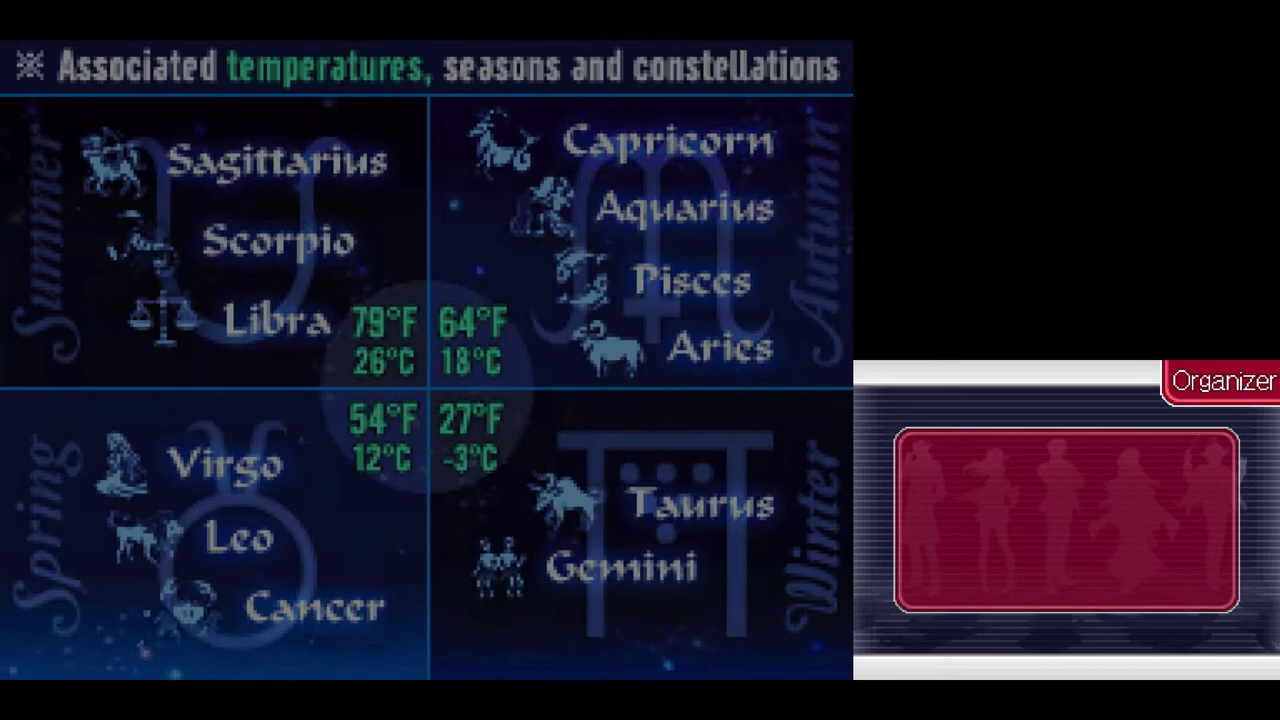 ※ Associated temperatures, seasons and constellations
Summer
Sagittarius
Scorpio
Libra
79°F
26°C
Capricorn
Aquarius
Pisces
Aries
64°F
18°C
Autumn
Organizer
Spring
Virgo
Leo
Cancer
54°F
12°C
27°F
-3°C
Taurus
Gemini
Winter